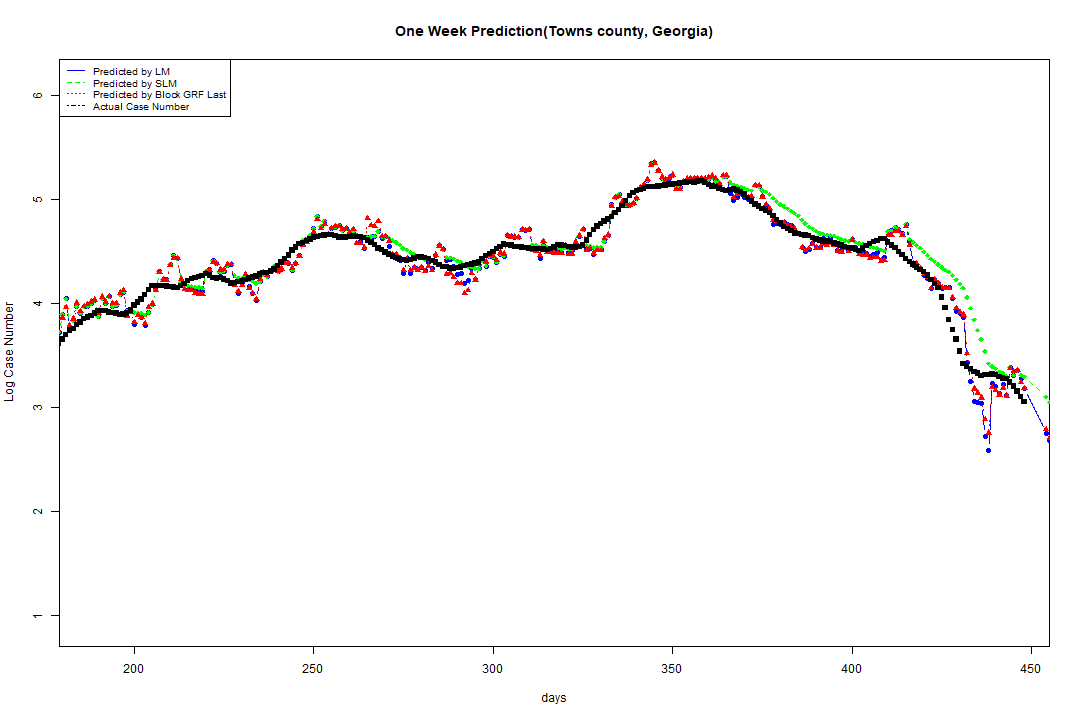 One Week Prediction(Towns county, Georgia)
Predicted by LM
Predicted by SLM
Predicted by Block GRF Last
Actual Case Number
6
5
4
3
2
1
Log Case Number
200 250 300 350 400 450
days